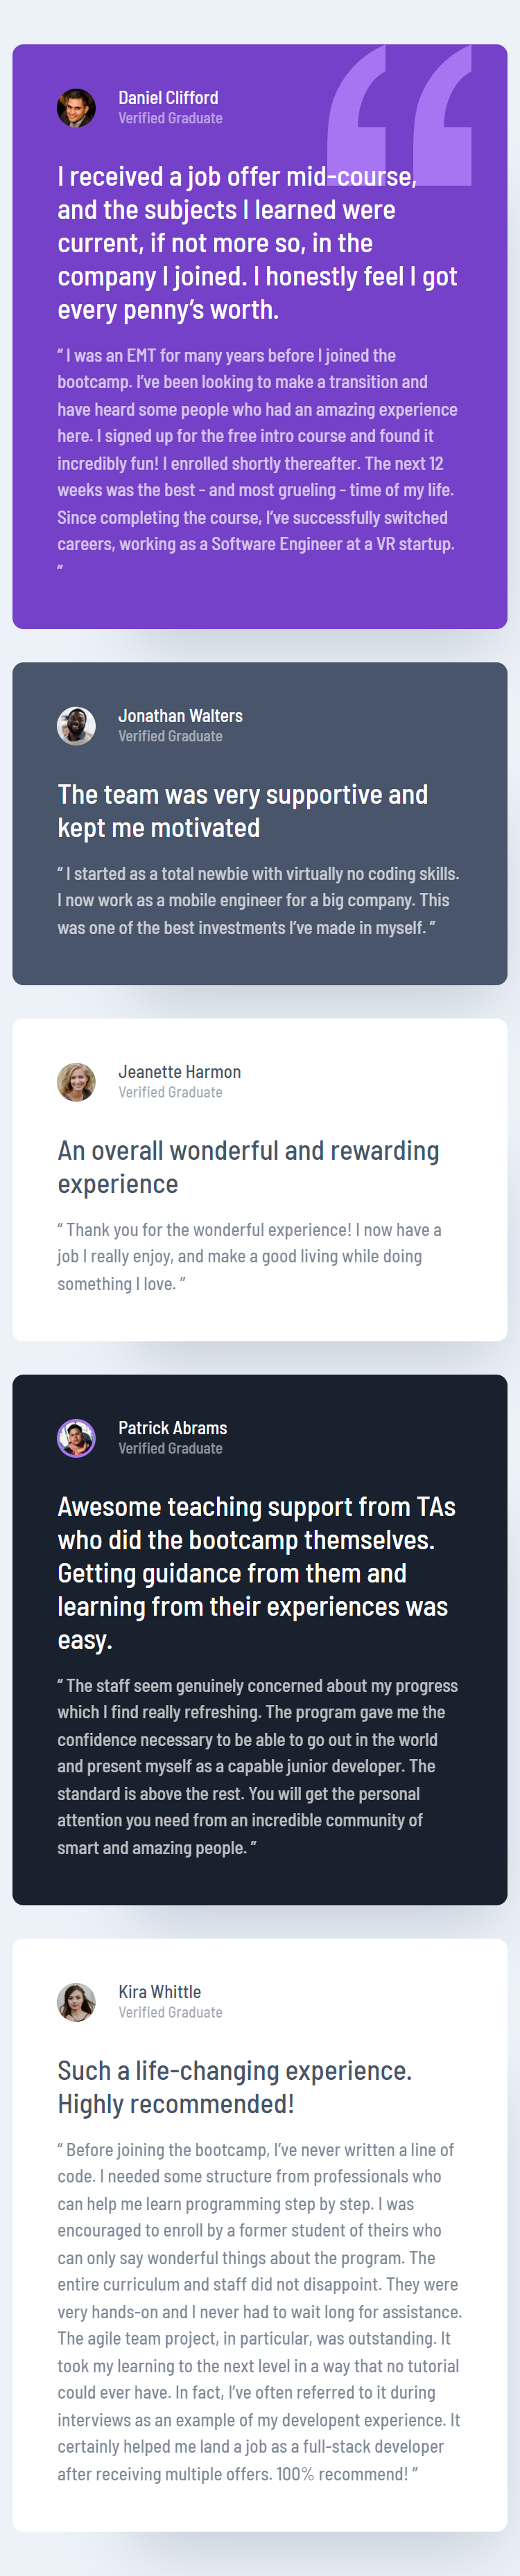 Daniel Clifford
Verified Graduate
I received a job offer mid-course,
and the subjects I learned were
current, if not more so, in the
company I joined. I honestly feel I got
every penny’s worth.
“ I was an EMT for many years before I joined the
bootcamp. I’ve been looking to make a transition and
have heard some people who had an amazing experience
here. I signed up for the free intro course and found it
incredibly fun! I enrolled shortly thereafter. The next 12
weeks was the best - and most grueling - time of my life.
Since completing the course, I’ve successfully switched
careers, working as a Software Engineer at a VR startup.
”
Jonathan Walters
Verified Graduate
The team was very supportive and
kept me motivated
“ I started as a total newbie with virtually no coding skills.
I now work as a mobile engineer for a big company. This
was one of the best investments I’ve made in myself. ”
Jeanette Harmon
Verified Graduate
An overall wonderful and rewarding
experience
“ Thank you for the wonderful experience! I now have a
job I really enjoy, and make a good living while doing
something I love. ”
Patrick Abrams
Verified Graduate
Awesome teaching support from TAs
who did the bootcamp themselves.
Getting guidance from them and
learning from their experiences was
easy.
“ The staff seem genuinely concerned about my progress
which I find really refreshing. The program gave me the
confidence necessary to be able to go out in the world
and present myself as a capable junior developer. The
standard is above the rest. You will get the personal
attention you need from an incredible community of
smart and amazing people. ”
Kira Whittle
Verified Graduate
Such a life-changing experience.
Highly recommended!
“ Before joining the bootcamp, I’ve never written a line of
code. I needed some structure from professionals who
can help me learn programming step by step. I was
encouraged to enroll by a former student of theirs who
can only say wonderful things about the program. The
entire curriculum and staff did not disappoint. They were
very hands-on and I never had to wait long for assistance.
The agile team project, in particular, was outstanding. It
took my learning to the next level in a way that no tutorial
could ever have. In fact, I’ve often referred to it during
interviews as an example of my developent experience. It
certainly helped me land a job as a full-stack developer
after receiving multiple offers. 100% recommend! ”